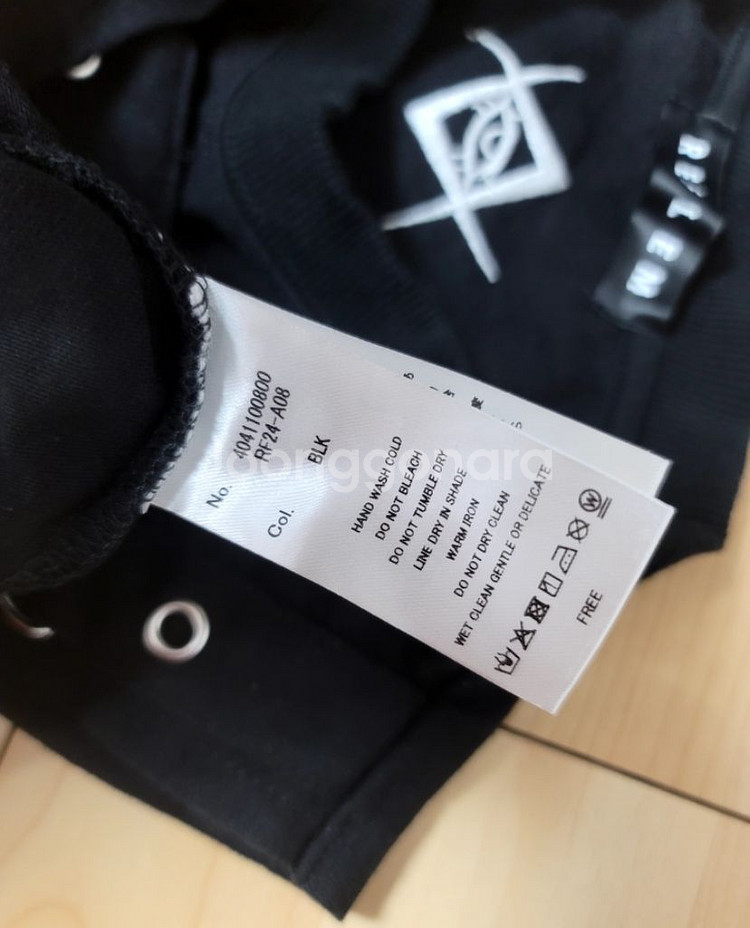 No. 4041100800
RF24-A08
Col. BLK
HAND WASH COLD
DO NOT BLEACH
DO NOT TUMBLE DRY
LINE DRY IN SHADE
WARM IRON
DO NOT DRY CLEAN
WET CLEAN GENTLE OR DELICATE
FREE
joonggonara